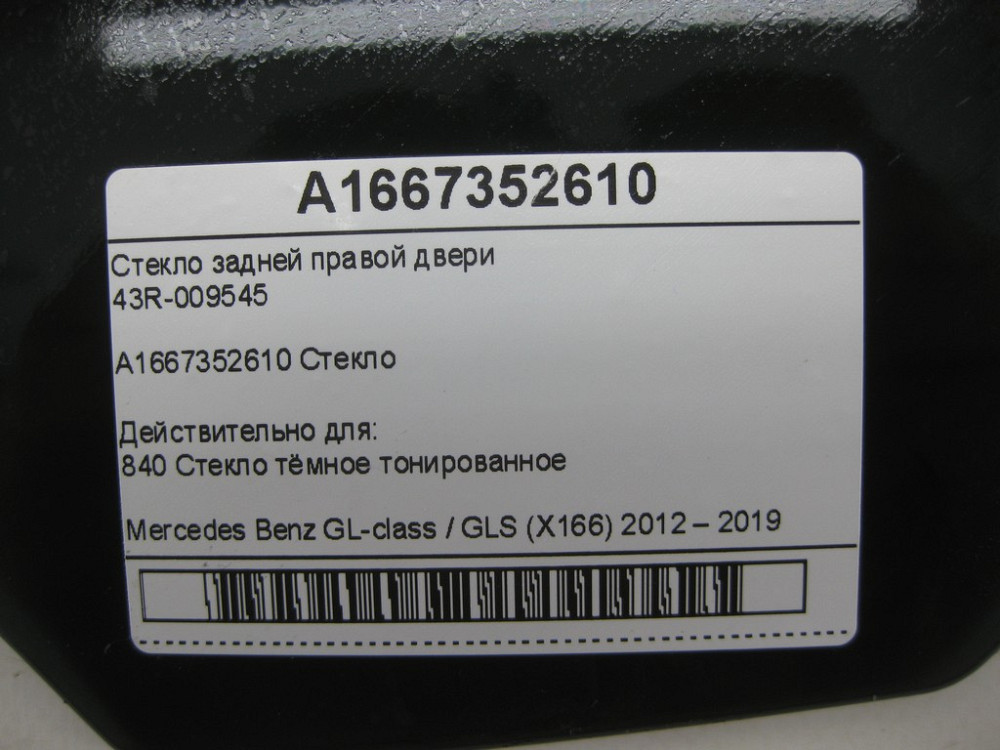 A1667352610
Стекло задней правой двери
43R-009545
A1667352610 Стекло
Действительно для:
840 Стекло тёмное тонированное
Mercedes Benz GL-class / GLS (X166) 2012 – 2019